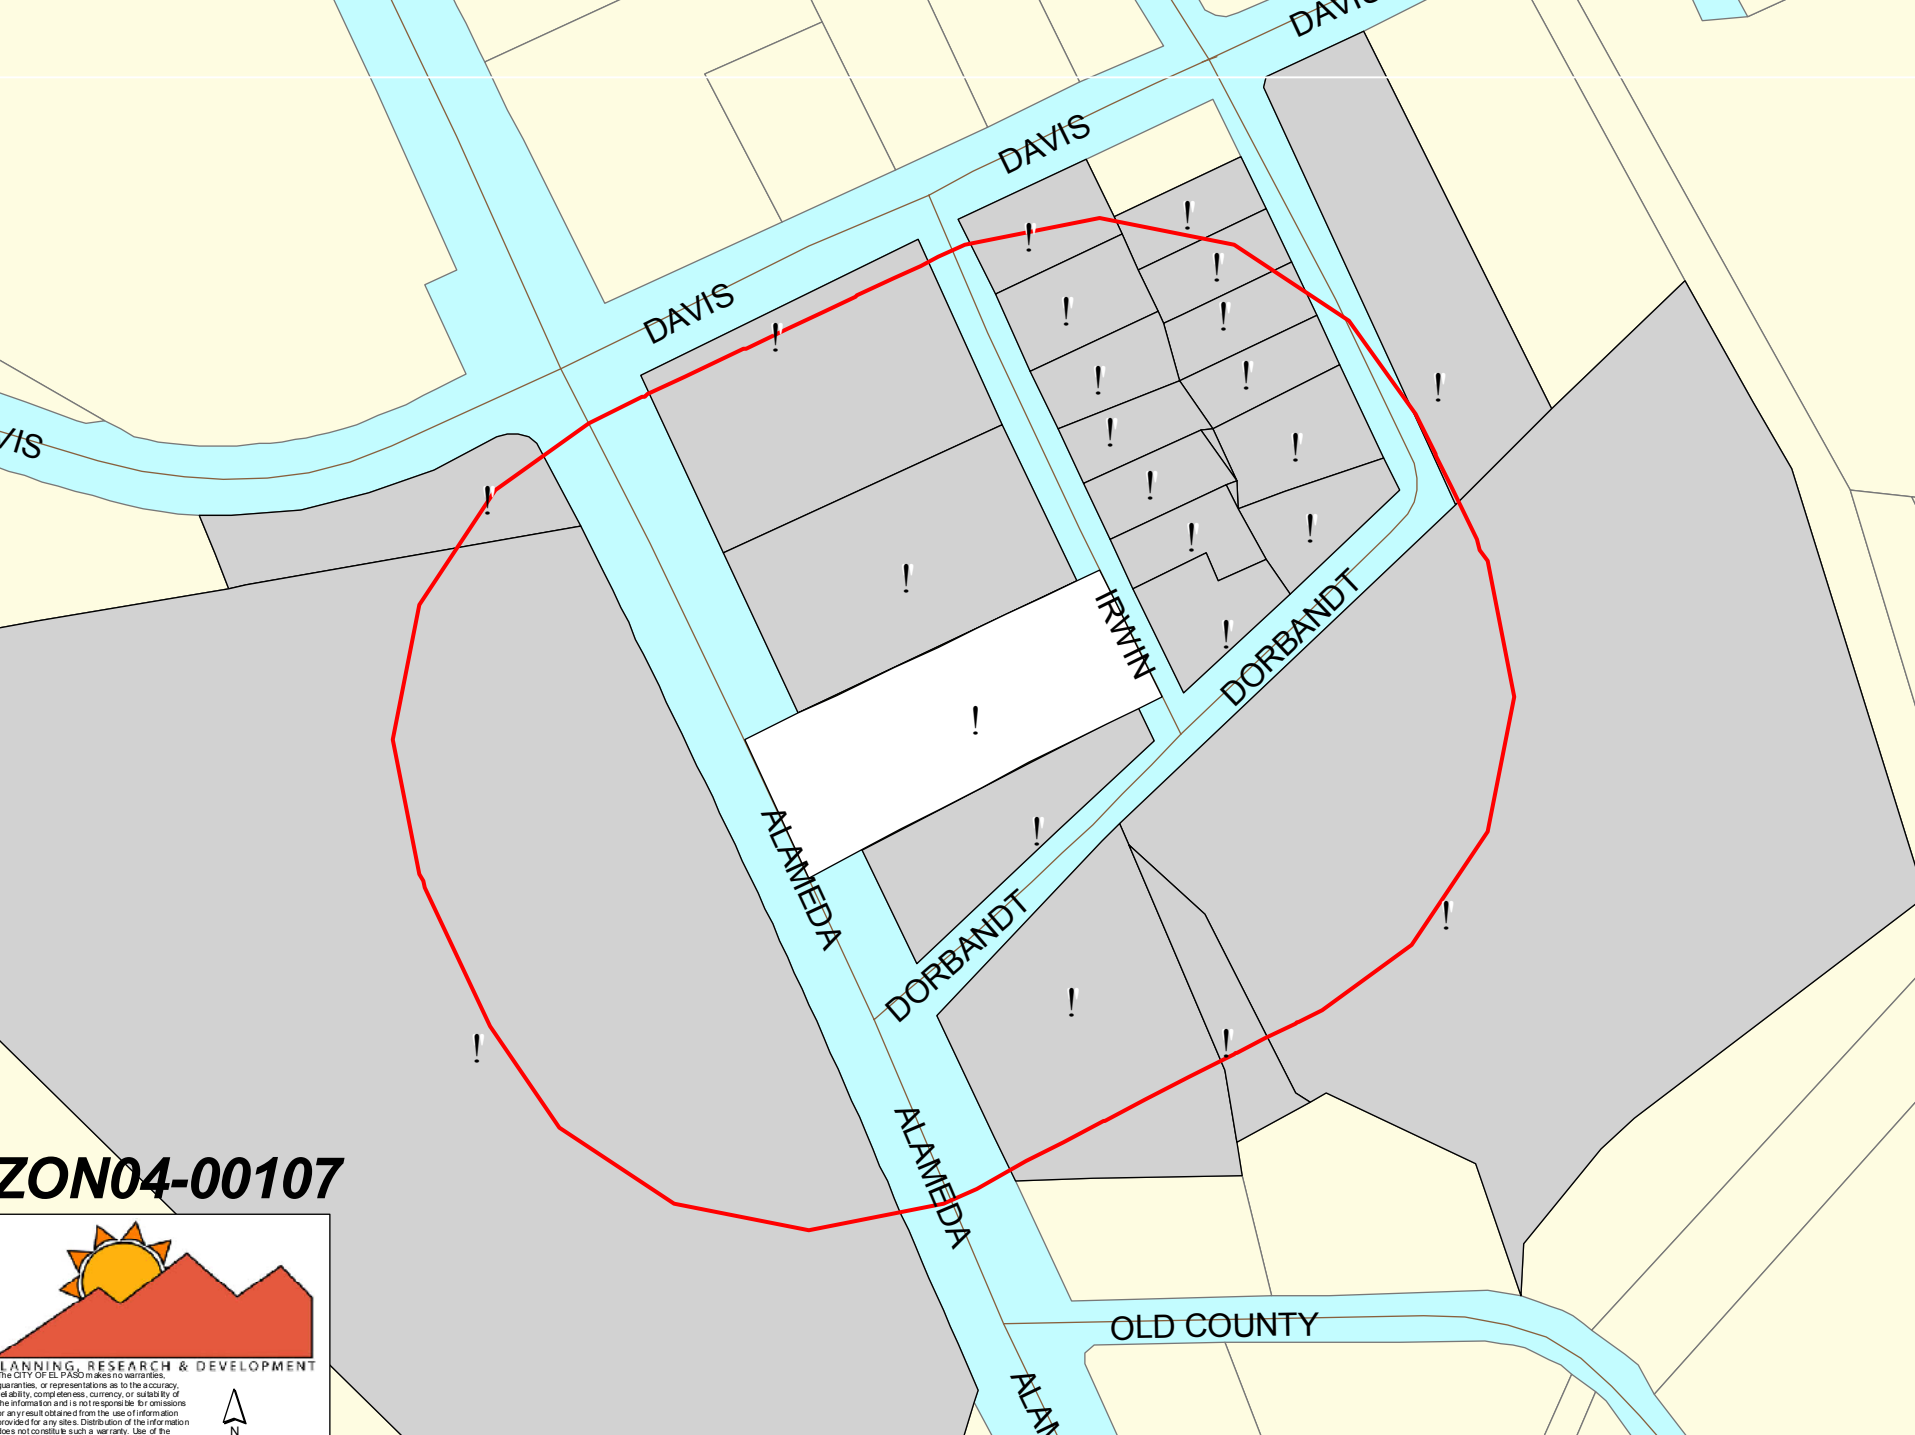 DAVIS
DAVIS
DAVIS
VIS
IRWIN
DORBANDT
ALAMEDA
DORBANDT
ALAMEDA
ZON04-00107
OLD COUNTY
LANNING, RESEARCH & DEVELOPMENT
The CITY OF EL PASO makes no warranties,
guaranties, or representations as to the accuracy,
reliability, completeness, currency, or suitability of
the information and is not responsible for omissions
or any result obtained from the use of information
provided for any sites. Distribution of the information
does not constitute such a warranty. Use of the
N
ALAM